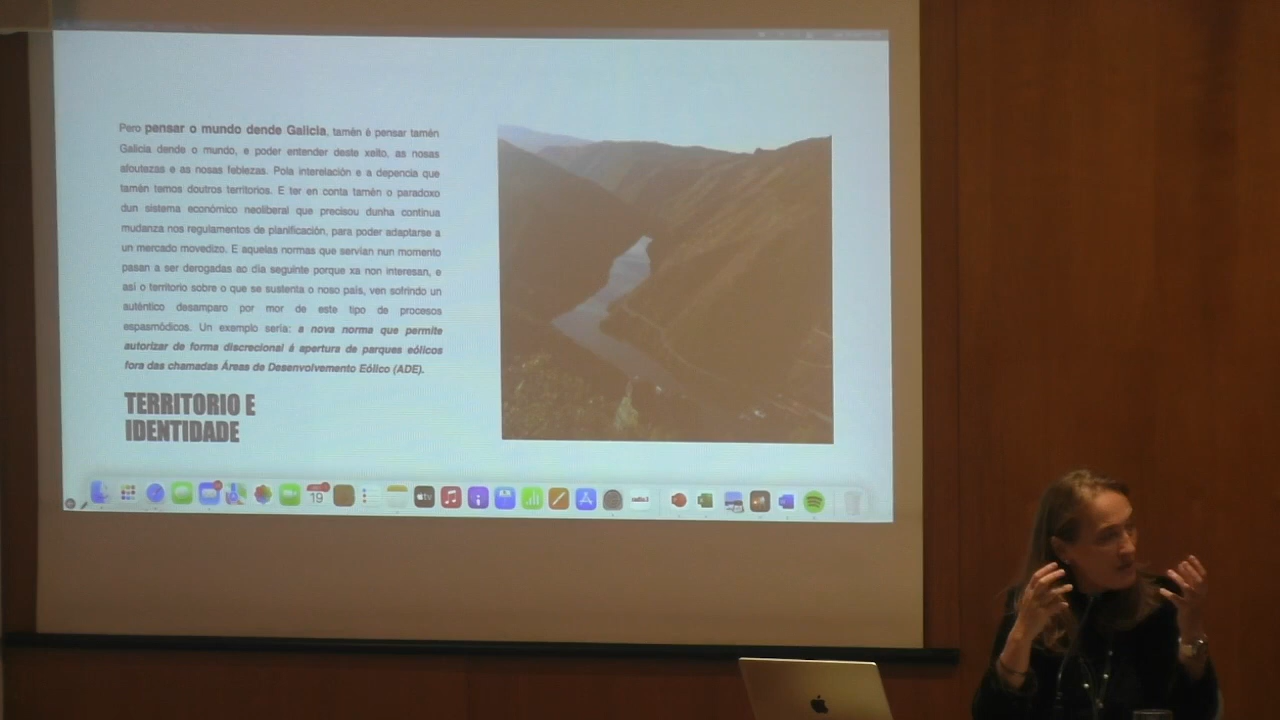 Pero pensar o mundo dende Galicia, tamén é pensar tamén
Galicia dende o mundo, e poder entender deste xeito, as nosas
afoutezas e as nosas febiezas. Pola interelación e a depencia que
tamén temos doutros territorios. E ter en conta tamén o paradoxo
dun sistema económico neoliberal que precisou dunha continua
mudanza nos regulamentos de planificación, para poder adaptarse a
un mercado movedizo. E aquelas normas que servían nun momento
pasan a ser derogadas ao día seguinte porque xa non interesan, e
así o territorio sobre o que se sustenta o noso país, ven sofrindo un
auténtico desamparo por mor de este tipo de procesos
espasmódicos. Un exemplo sería: a nova norma que permite
autorizar de forma discrecional á apertura de parques eólicos
fora das chamadas Áreas de Desenvolvemento Eólico (ADE).
TERRITORIO E
IDENTIDADE
19
tv